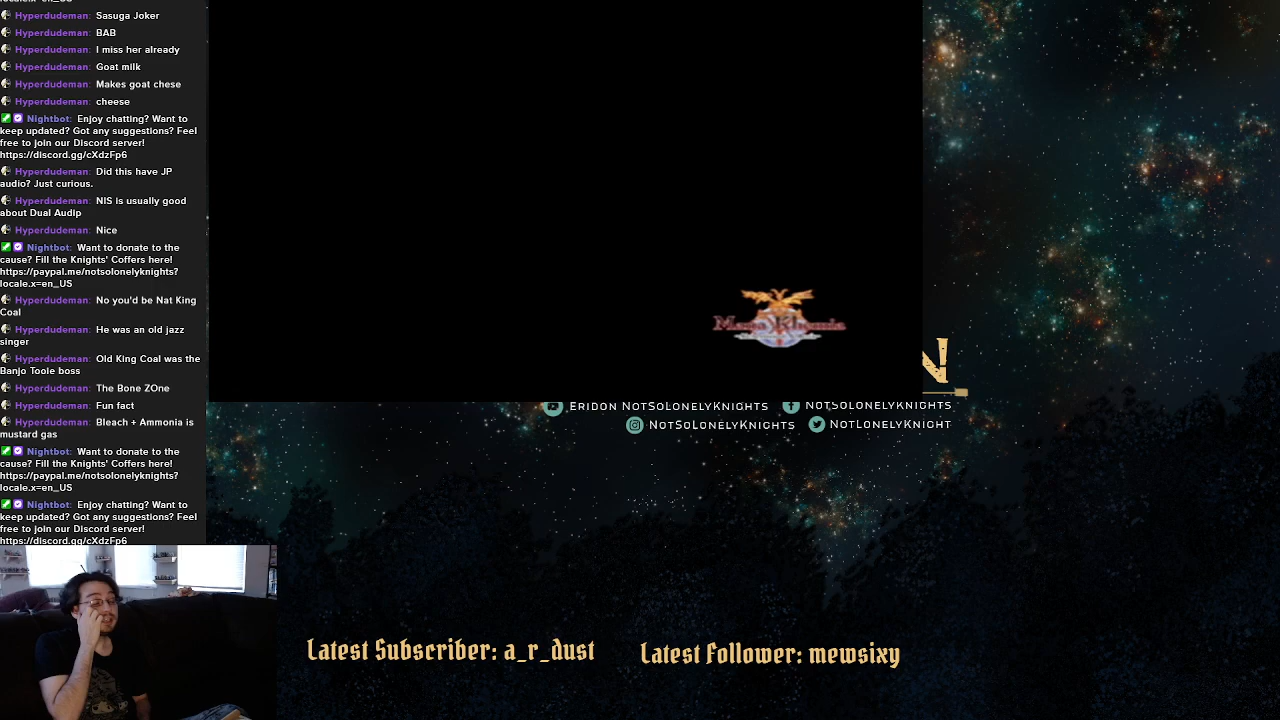 locale.x=en_US
Hyperdudeman: Sasuga Joker
Hyperdudeman: BAB
Hyperdudeman: I miss her already
Hyperdudeman: Goat milk
Hyperdudeman: Makes goat chese
Hyperdudeman: cheese
Nightbot: Enjoy chatting? Want to
keep updated? Got any suggestions? Feel
free to join our Discord server!
https://discord.gg/cXdzFp6
Hyperdudeman: Did this have JP
audio? Just curious.
Hyperdudeman: NIS is usually good
about Dual Audip
Hyperdudeman: Nice
Nightbot: Want to donate to the
cause? Fill the Knights' Coffers here!
https://paypal.me/notsolonelyknights?
locale.x=en_US
Hyperdudeman: No you'd be Nat King
Coal
Hyperdudeman: He was an old jazz
singer
Hyperdudeman: Old King Coal was the
Banjo Toole boss
Hyperdudeman: The Bone ZOne
Hyperdudeman: Fun fact
Hyperdudeman: Bleach + Ammonia is
mustard gas
Nightbot: Want to donate to the
cause? Fill the Knights' Coffers here!
https://paypal.me/notsolonelyknights?
locale.x=en_US
Nightbot: Enjoy chatting? Want to
keep updated? Got any suggestions? Feel
free to join our Discord server!
https://discord.gg/cXdzFp6
Mana Khemia
N
ERIDON NOTSOLONELYKNIGHTS
NOTSOLONELYKNIGHTS
NOTSOLONELYKNIGHTS
NOTLONELYKNIGHT
Latest Subscriber: a_r_dust
Latest Follower: mewsixy